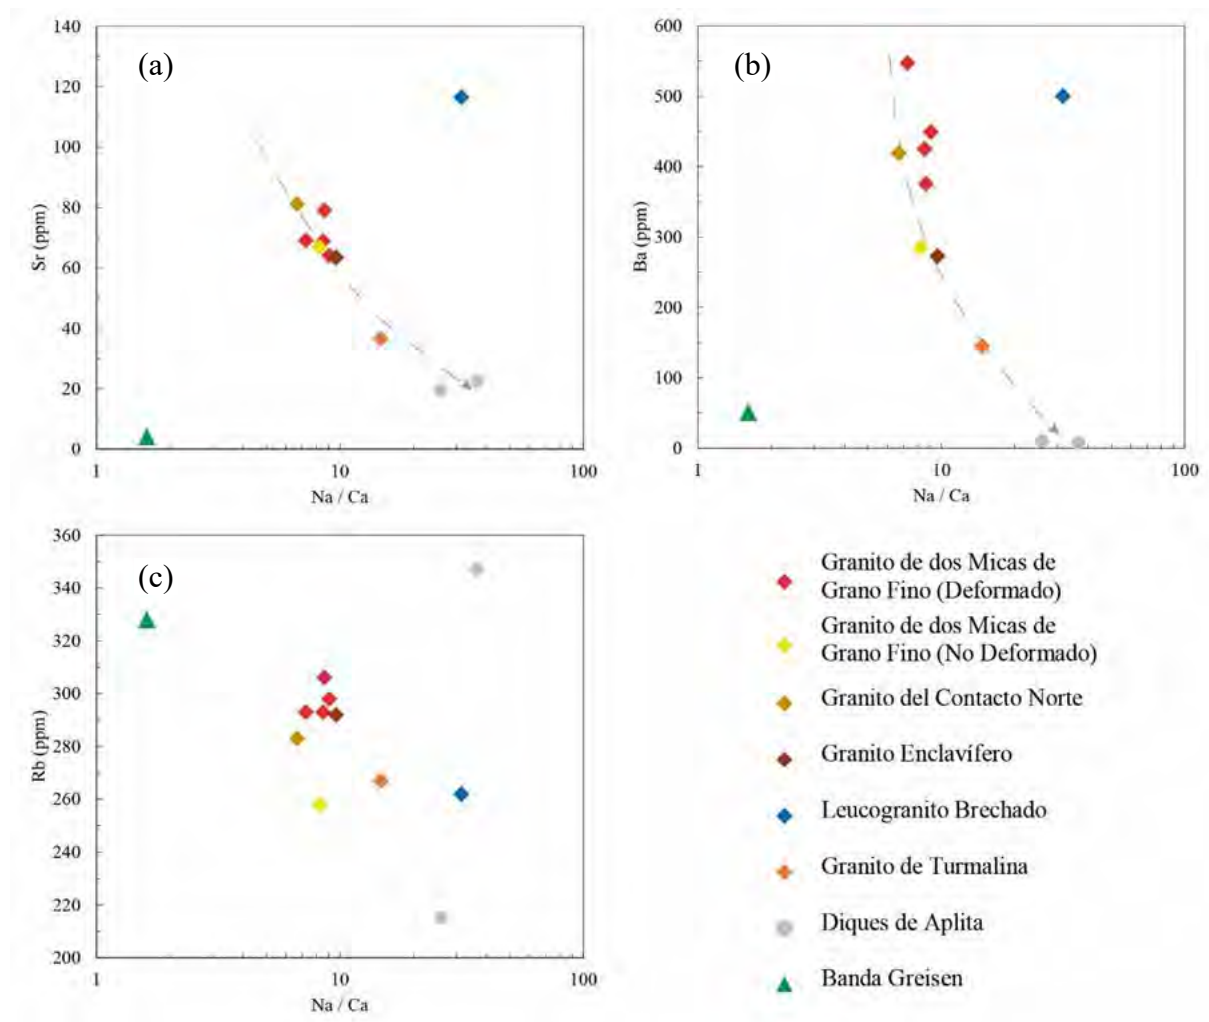 (a)
140
120
100
80
60
40
20
0
Sr (ppm)
1
10
100
Na / Ca
(b)
600
500
400
300
200
100
0
Ba (ppm)
1
10
100
Na / Ca
(c)
360
340
320
300
280
260
240
220
200
Rb (ppm)
1
10
100
Na / Ca
Granito de dos Micas de
Grano Fino (Deformado)
Granito de dos Micas de
Grano Fino (No Deformado)
Granito del Contacto Norte
Granito Enclavífero
Leucogranito Brechado
Granito de Turmalina
Diques de Aplita
Banda Greisen